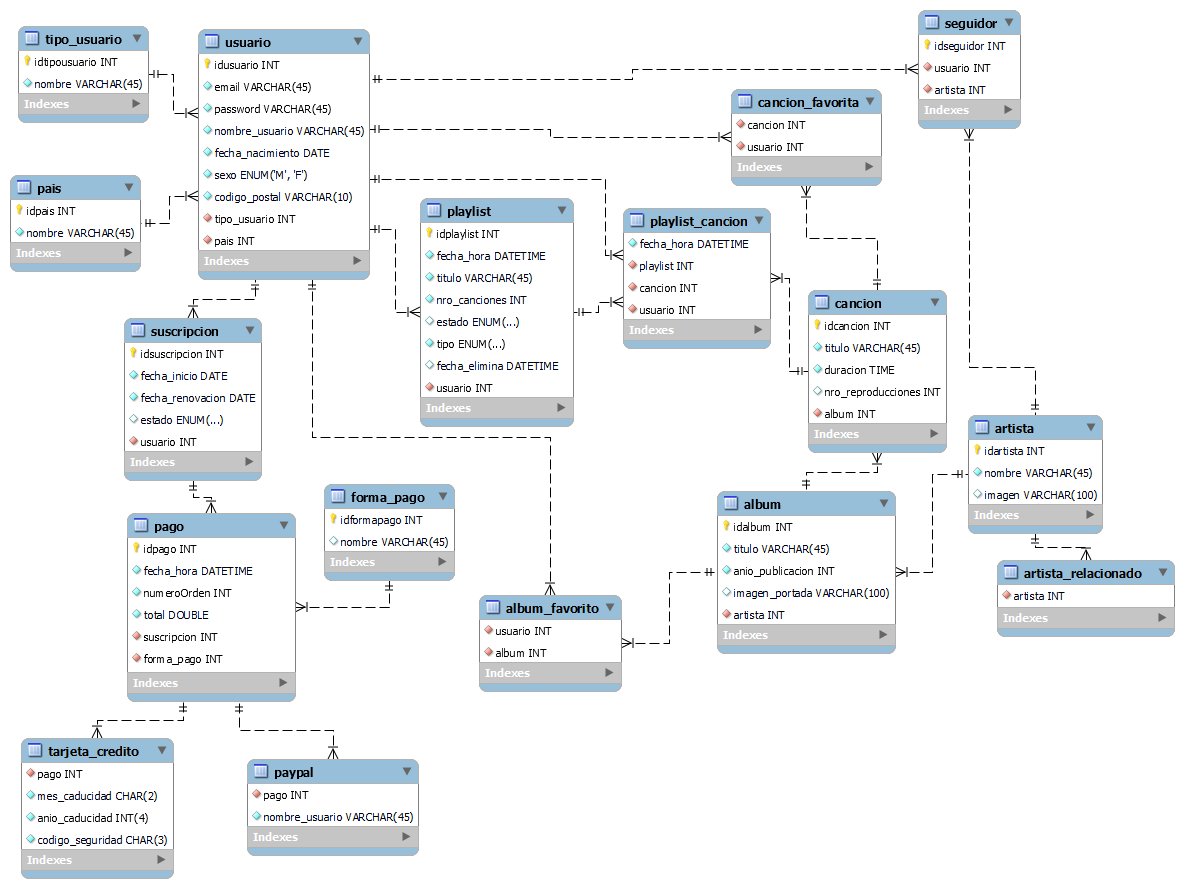 tipo_usuario
idtipousuario INT
nombre VARCHAR(45)
Indexes
usuario
idusuario INT
email VARCHAR(45)
password VARCHAR(45)
nombre_usuario VARCHAR(45)
fecha_nacimiento DATE
sexo ENUM('M', 'F')
codigo_postal VARCHAR(10)
tipo_usuario INT
pais INT
Indexes
seguidor
idseguidor INT
usuario INT
artista INT
Indexes
cancion_favorita
cancion INT
usuario INT
Indexes
pais
idpais INT
nombre VARCHAR(45)
Indexes
playlist
idplaylist INT
fecha_hora DATETIME
titulo VARCHAR(45)
nro_canciones INT
estado ENUM(...)
tipo ENUM(...)
fecha_elimina DATETIME
usuario INT
Indexes
playlist_cancion
fecha_hora DATETIME
playlist INT
cancion INT
usuario INT
Indexes
cancion
idcancion INT
titulo VARCHAR(45)
duracion TIME
nro_reproducciones INT
album INT
Indexes
suscripcion
idsuscripcion INT
fecha_inicio DATE
fecha_renovacion DATE
estado ENUM(...)
usuario INT
Indexes
artista
idartista INT
nombre VARCHAR(45)
imagen VARCHAR(100)
Indexes
forma_pago
idformapago INT
nombre VARCHAR(45)
Indexes
album
idalbum INT
titulo VARCHAR(45)
anio_publicacion INT
imagen_portada VARCHAR(100)
artista INT
Indexes
pago
idpago INT
fecha_hora DATETIME
numeroOrden INT
total DOUBLE
suscripcion INT
forma_pago INT
Indexes
artista_relacionado
artista INT
Indexes
album_favorito
usuario INT
album INT
Indexes
tarjeta_credito
pago INT
mes_caducidad CHAR(2)
anio_caducidad INT(4)
codigo_seguridad CHAR(3)
Indexes
paypal
pago INT
nombre_usuario VARCHAR(45)
Indexes